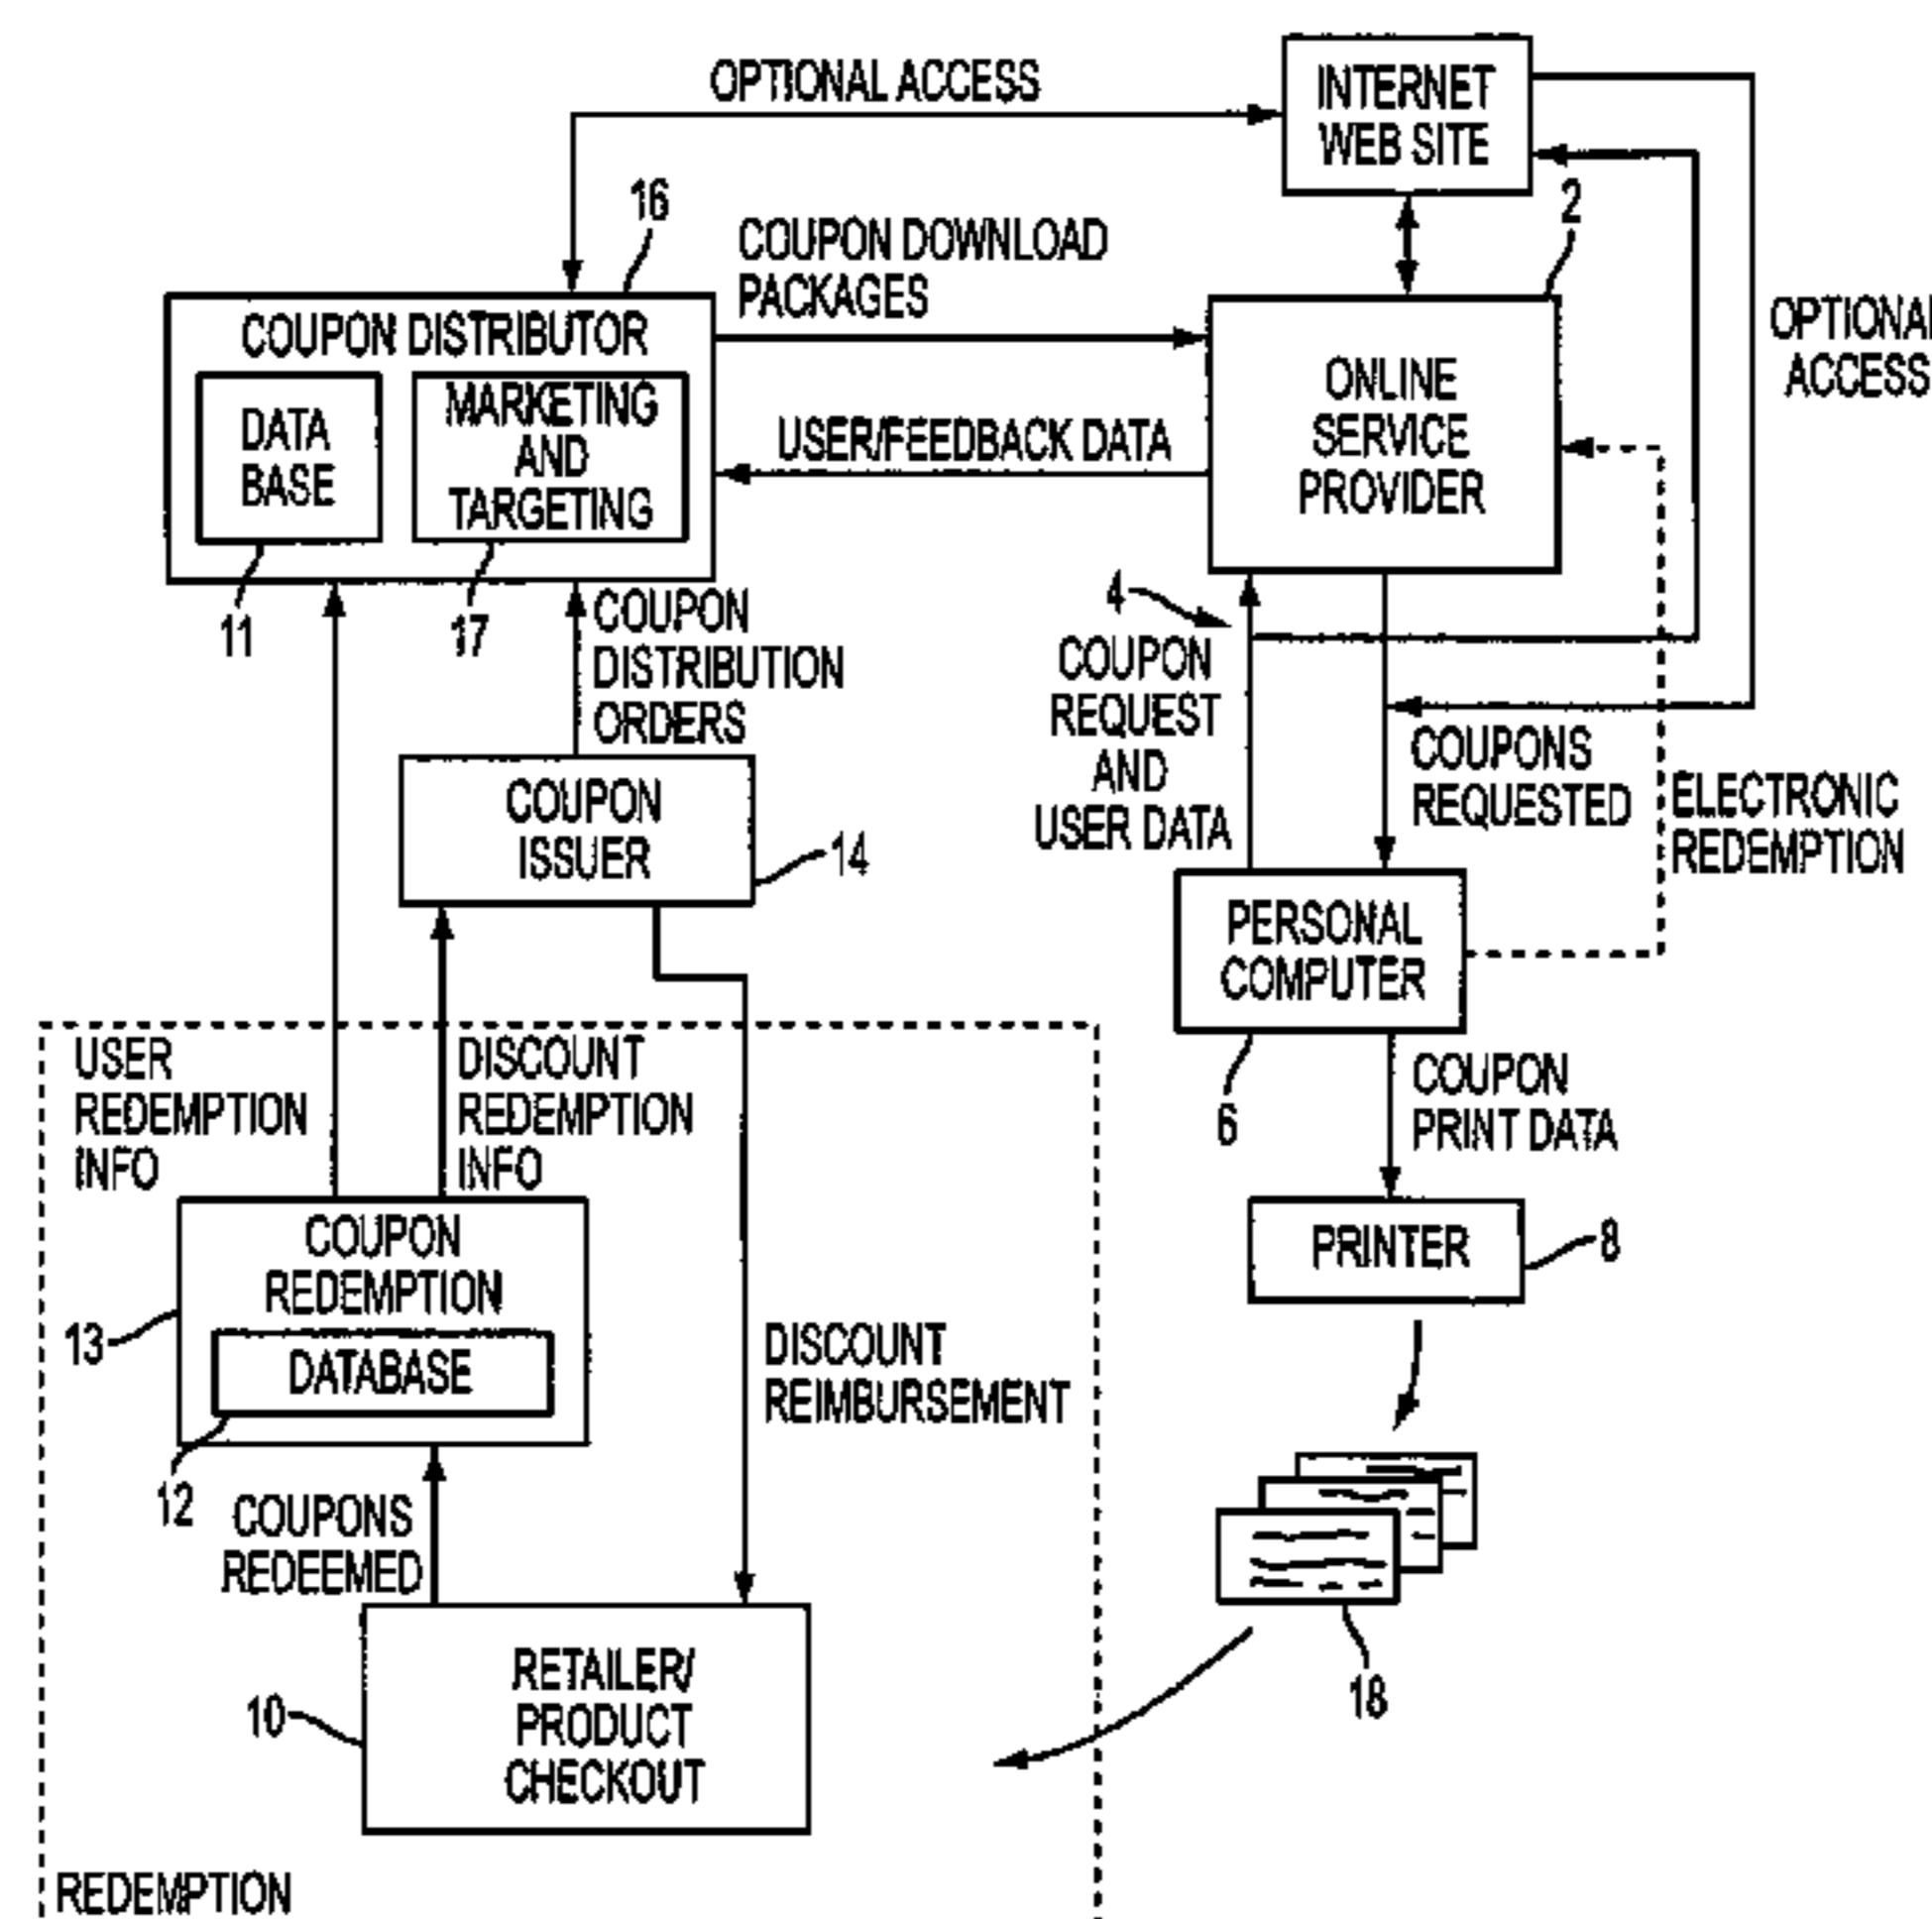 OPTIONAL ACCESS
INTERNET
WEB SITE
16
COUPON DOWNLOAD
PACKAGES
2
OPTIONAL
ACCESS
COUPON DISTRIBUTOR
DATA
BASE
MARKETING
AND
TARGETING
USER/FEEDBACK DATA
ONLINE
SERVICE
PROVIDER
11
17
COUPON
DISTRIBUTION
ORDERS
4
COUPON
REQUEST
AND
USER DATA
COUPONS
REQUESTED
ELECTRONIC
REDEMPTION
COUPON
ISSUER
14
PERSONAL
COMPUTER
6
USER
REDEMPTION
INFO
DISCOUNT
REDEMPTION
INFO
COUPON
PRINT DATA
COUPON
REDEMPTION
DATABASE
13
12
PRINTER
8
DISCOUNT
REIMBURSEMENT
COUPONS
REDEEMED
RETAILER/
PRODUCT
CHECKOUT
10
18
REDEMPTION